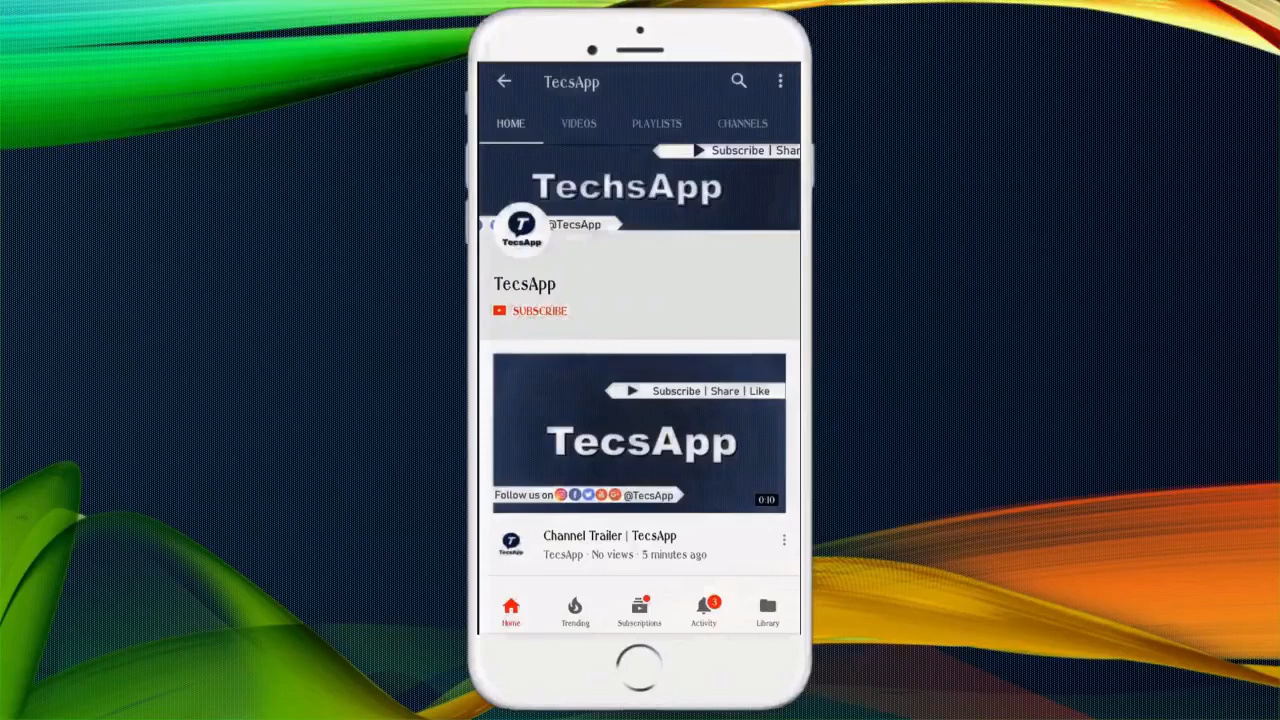 TecsApp
HOME VIDEOS PLAYLISTS CHANNELS
Subscribe | Shar
TechsApp
@TecsApp
T
TecsApp
TecsApp
SUBSCRIBE
Subscribe | Share | Like
TecsApp
Follow us on @TecsApp
0:10
T
TecsApp
Channel Trailer | TecsApp
TecsApp · No views · 5 minutes ago
3
Home Trending Subscriptions Activity Library